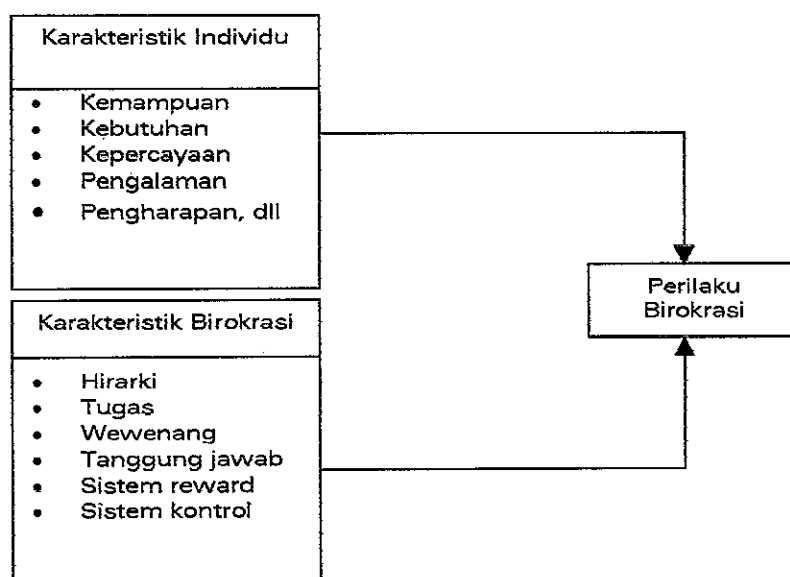 Karakteristik Individu
• Kemampuan
• Kebutuhan
• Kepercayaan
• Pengalaman
• Pengharapan, dll
Perilaku
Birokrasi
Karakteristik Birokrasi
• Hirarki
• Tugas
• Wewenang
• Tanggung jawab
• Sistem reward
• Sistem kontrol